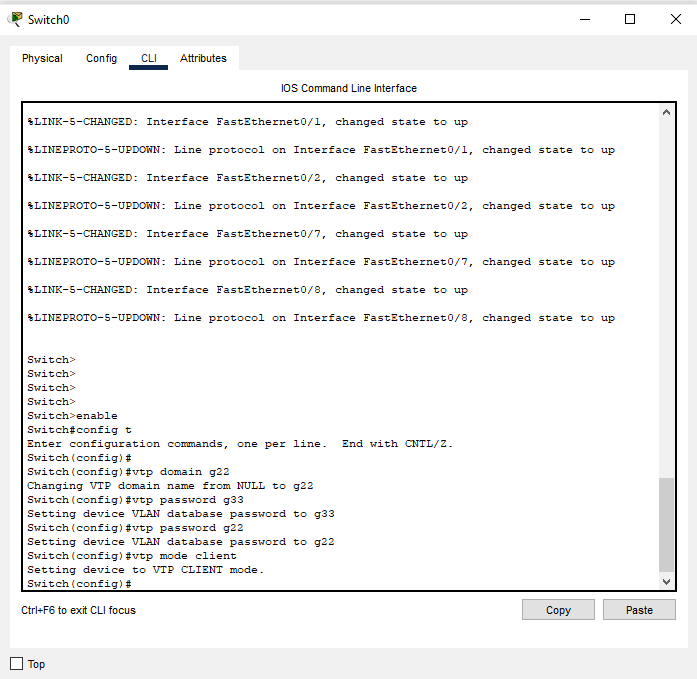 Switch0
Physical Config CLI Attributes
IOS Command Line Interface
%LINK-5-CHANGED: Interface FastEthernet0/1, changed state to up
%LINEPROTO-5-UPDOWN: Line protocol on Interface FastEthernet0/1, changed state to up
%LINK-5-CHANGED: Interface FastEthernet0/2, changed state to up
%LINEPROTO-5-UPDOWN: Line protocol on Interface FastEthernet0/2, changed state to up
%LINK-5-CHANGED: Interface FastEthernet0/7, changed state to up
%LINEPROTO-5-UPDOWN: Line protocol on Interface FastEthernet0/7, changed state to up
%LINK-5-CHANGED: Interface FastEthernet0/8, changed state to up
%LINEPROTO-5-UPDOWN: Line protocol on Interface FastEthernet0/8, changed state to up
Switch>
Switch>
Switch>
Switch>
Switch>enable
Switch#config t
Enter configuration commands, one per line.  End with CNTL/Z.
Switch(config)#
Switch(config)#vtp domain g22
Changing VTP domain name from NULL to g22
Switch(config)#vtp password g33
Setting device VLAN database password to g33
Switch(config)#vtp password g22
Setting device VLAN database password to g22
Switch(config)#vtp mode client
Setting device to VTP CLIENT mode.
Switch(config)#
Ctrl+F6 to exit CLI focus
Copy Paste
Top